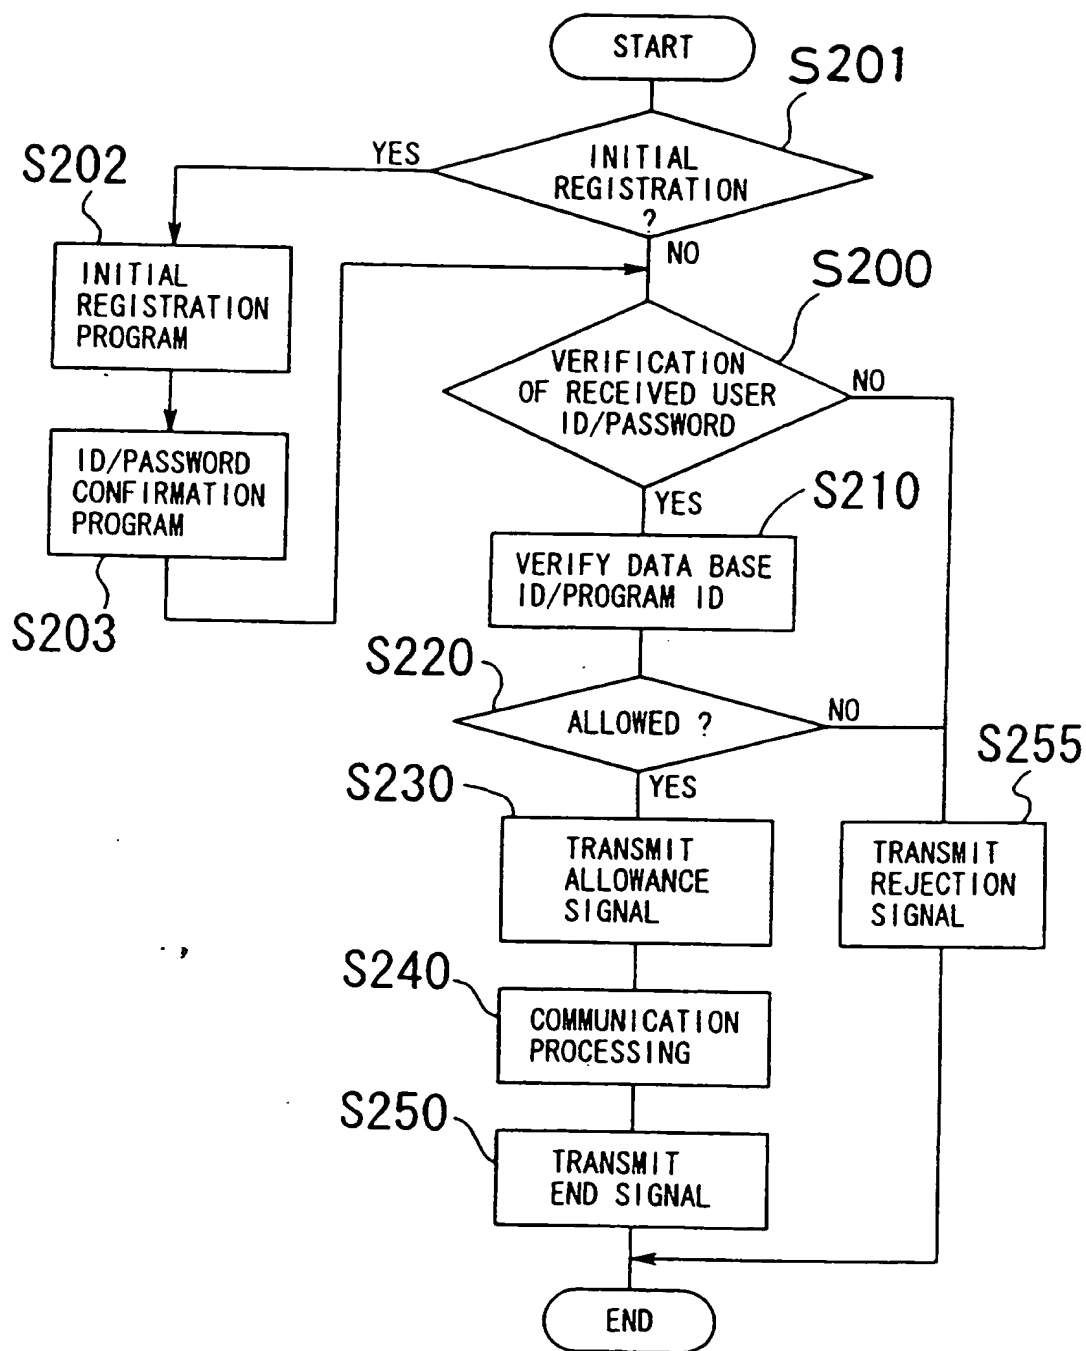 START
S201
YES
INITIAL
REGISTRATION
?
S202
NO
INITIAL
REGISTRATION
PROGRAM
S200
VERIFICATION
OF RECEIVED USER
ID/PASSWORD
NO
ID/PASSWORD
CONFIRMATION
PROGRAM
YES
S210
VERIFY DATA BASE
ID/PROGRAM ID
S203
S220
ALLOWED ?
NO
S255
YES
S230
TRANSMIT
ALLOWANCE
SIGNAL
TRANSMIT
REJECTION
SIGNAL
S240
COMMUNICATION
PROCESSING
S250
TRANSMIT
END SIGNAL
END